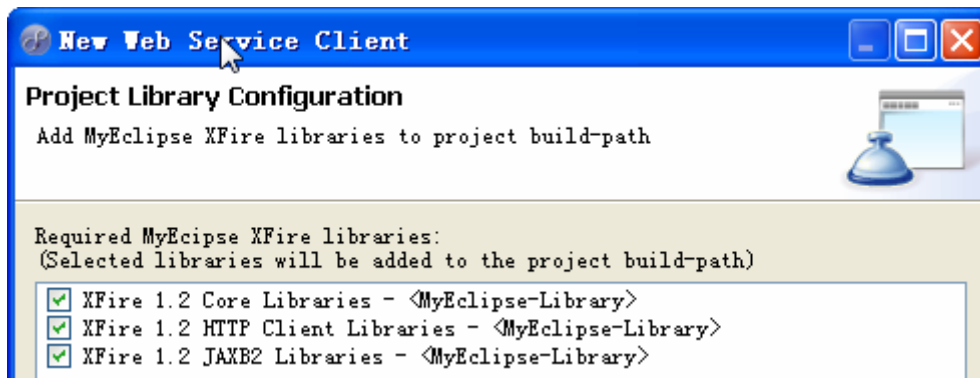 New Web Service Client
Project Library Configuration
Add MyEclipse XFire libraries to project build-path
Required MyEcipse XFire libraries:
(Selected libraries will be added to the project build-path)
XFire 1.2 Core Libraries - <MyEclipse-Library>
XFire 1.2 HTTP Client Libraries - <MyEclipse-Library>
XFire 1.2 JAXB2 Libraries - <MyEclipse-Library>